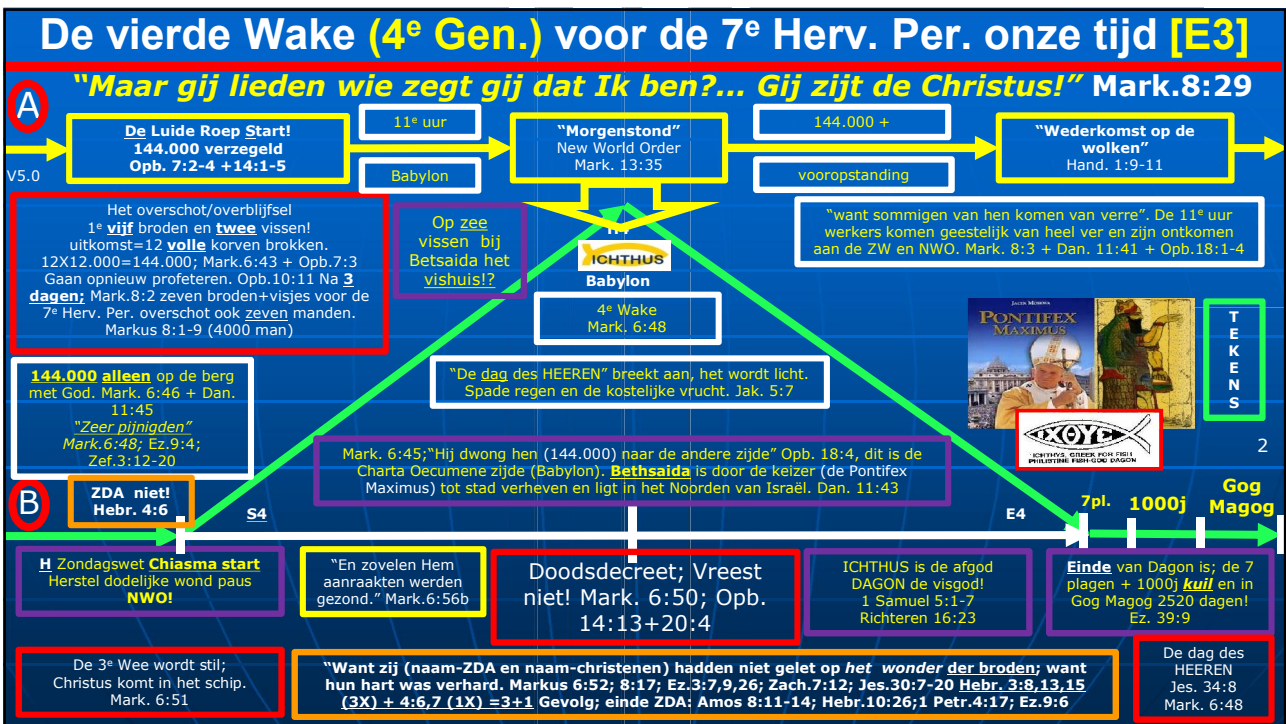 De vierde Wake (4e Gen.) voor de 7e Herv. Per. onze tijd [E3]
"Maar gij lieden wie zegt gij dat Ik ben?... Gij zijt de Christus!" Mark.8:29
A
V5.0
De Luide Roep Start!
144.000 verzegeld
Opb. 7:2-4 +14:1-5
11e uur
Babylon
"Morgenstond"
New World Order
Mark. 13:35
144.000 +
vooropstanding
"Wederkomst op de
wolken"
Hand. 1:9-11
Het overschot/overblijfsel
1e vijf broden en twee vissen!
uitkomst=12 volle korven brokken.
12X12.000=144.000; Mark.6:43 + Opb.7:3
Gaan opnieuw profeteren. Opb.10:11 Na 3
dagen; Mark.8:2 zeven broden+visjes voor de
7e Herv. Per. overschot ook zeven manden.
Markus 8:1-9 (4000 man)
Op zee
vissen bij
Betsaida het
vishuis!?
ICHTHUS
Babylon
4e Wake
Mark. 6:48
"want sommigen van hen komen van verre". De 11e uur
werkers komen geestelijk van heel ver en zijn ontkomen
aan de ZW en NWO. Mark. 8:3 + Dan. 11:41 + Opb.18:1-4
PONTIFEX
MAXIMUS
T
E
K
E
N
S
ICHTHYS, GREEK FOR FISH
PHILISTINE FISH-GOD DAGON
2
144.000 alleen op de berg
met God. Mark. 6:46 + Dan.
11:45
"Zeer pijnigden"
Mark.6:48; Ez.9:4;
Zef.3:12-20
"De dag des HEEREN" breekt aan, het wordt licht.
Spade regen en de kostelijke vrucht. Jak. 5:7
Mark. 6:45;"Hij dwong hen (144.000) naar de andere zijde" Opb. 18:4, dit is de
Charta Oecumene zijde (Babylon). Bethsaida is door de keizer (de Pontifex
Maximus) tot stad verheven en ligt in het Noorden van Israël. Dan. 11:43
B
ZDA niet!
Hebr. 4:6
S4
E4
7pl.
1000j
Gog
Magog
H Zondagswet Chiasma start
Herstel dodelijke wond paus
NWO!
"En zovelen Hem
aanraakten werden
gezond." Mark.6:56b
Doodsdecreet; Vreest
niet! Mark. 6:50; Opb.
14:13+20:4
ICHTHUS is de afgod
DAGON de visgod!
1 Samuel 5:1-7
Richteren 16:23
Einde van Dagon is; de 7
plagen + 1000j kuil en in
Gog Magog 2520 dagen!
Ez. 39:9
De 3e Wee wordt stil;
Christus komt in het schip.
Mark. 6:51
"Want zij (naam-ZDA en naam-christenen) hadden niet gelet op het wonder der broden; want
hun hart was verhard. Markus 6:52; 8:17; Ez.3:7,9,26; Zach.7:12; Jes.30:7-20 Hebr. 3:8,13,15
(3X) + 4:6,7 (1X) =3+1 Gevolg; einde ZDA: Amos 8:11-14; Hebr.10:26;1 Petr.4:17; Ez.9:6
De dag des
HEEREN
Jes. 34:8
Mark. 6:48